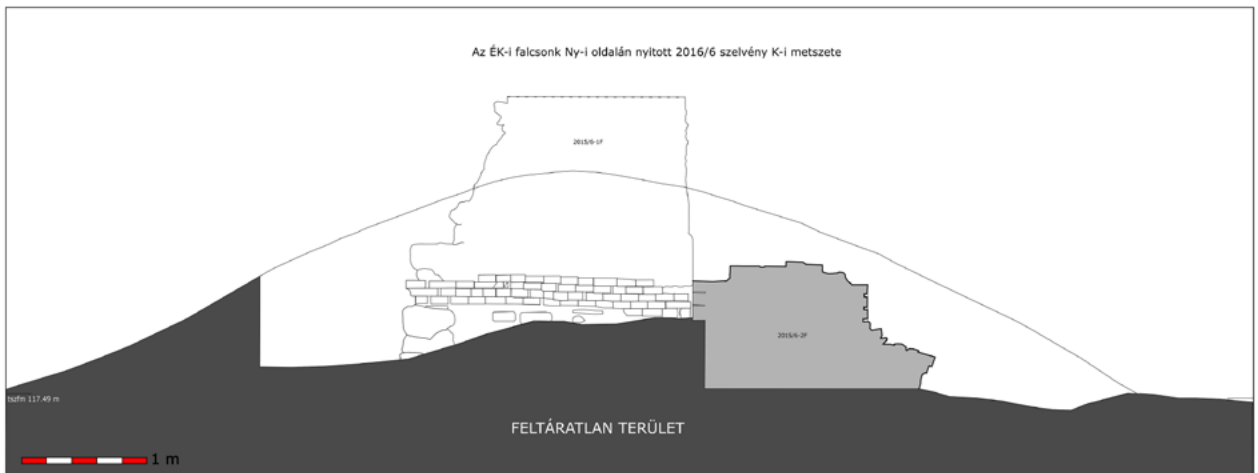 Az ÉK-i falcsonk Ny-i oldalán nyitott 2016/6 szelvény K-i metszete
2015/6-1F
2015/6-2F
tszfm 117.49 m
FELTÁRATLAN TERÜLET
1 m